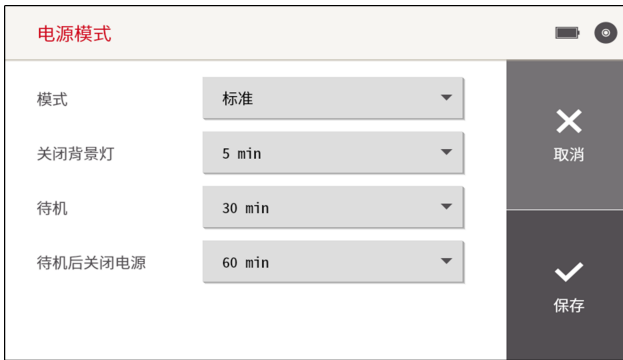 电源模式
模式 标准
关闭背景灯 5 min
待机 30 min
待机后关闭电源 60 min
取消
保存